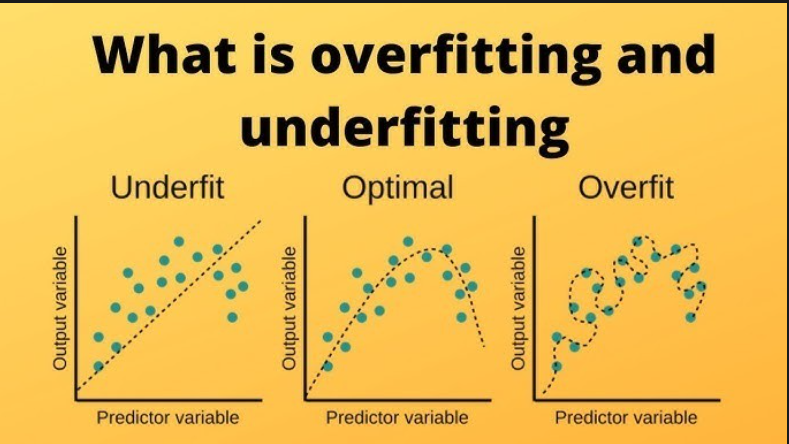 What is overfitting and
underfitting
Underfit
Optimal
Overfit
Output variable
Predictor variable
Output variable
Predictor variable
Output variable
Predictor variable